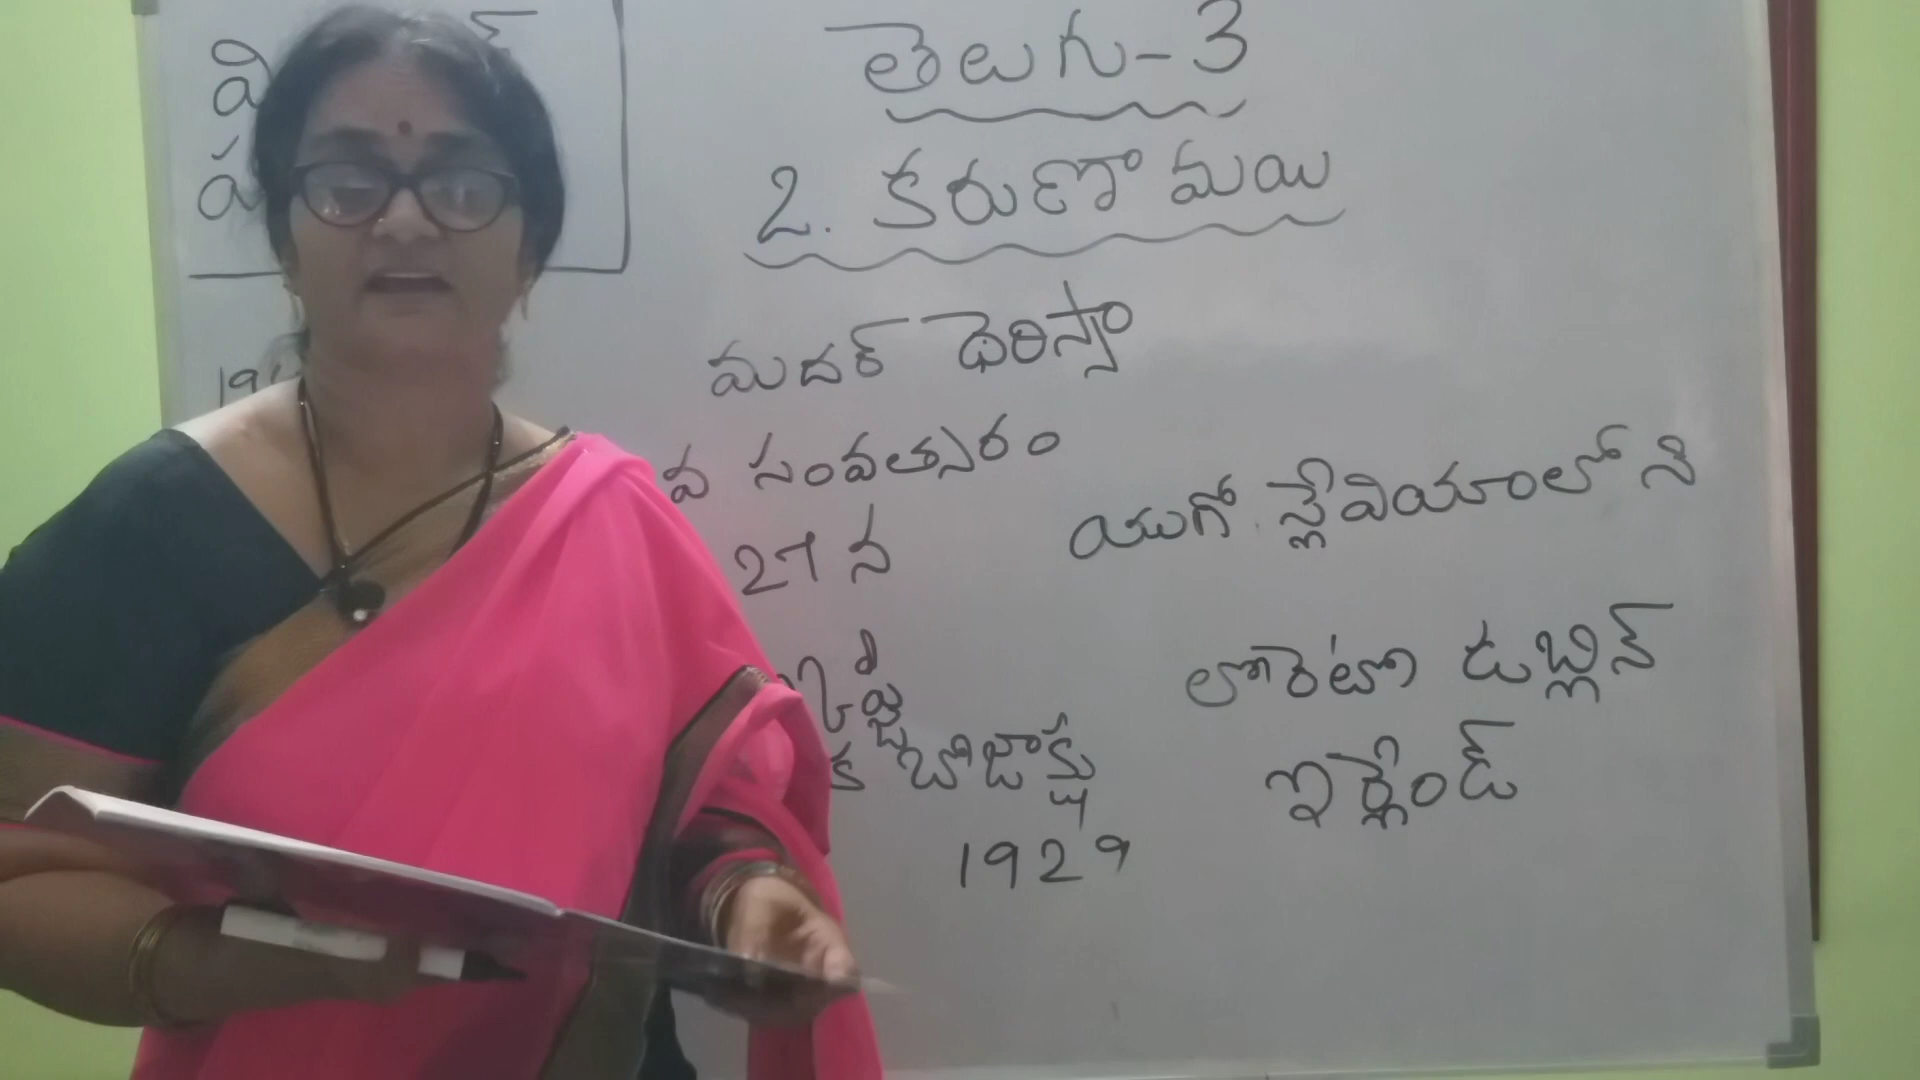 తెలుగు-3
2. కరుణామయి
మదర్ థెరిస్సా
వ సంవత్సరం
యుగోస్లేవియాలోని
27 న
లొరెటో డబ్లిన్
క బొజాక్షు
ఐర్లేండ్
1929